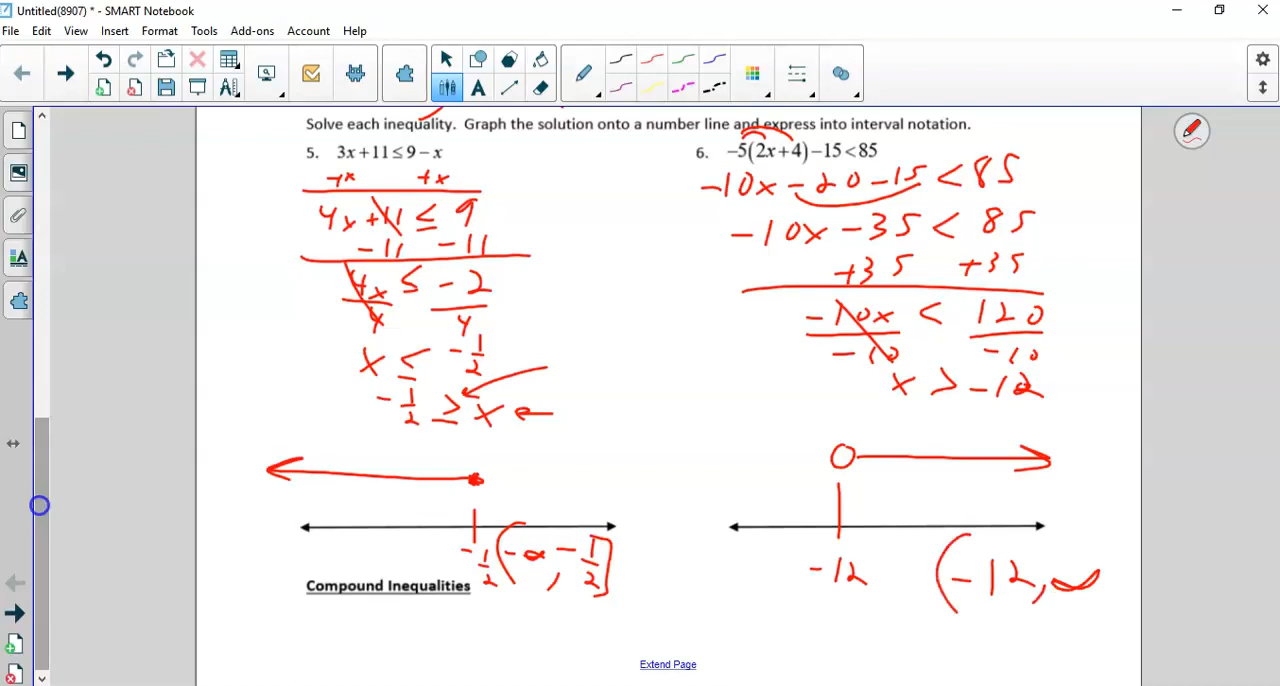 Untitled(8907) * - SMART Notebook
File Edit View Insert Format Tools Add-ons Account Help
Solve each inequality. Graph the solution onto a number line and express into interval notation.
5. 3x+11≤9−x
+x +x
4x+11 ≤ 9
-11 -11
4x ≤ -2
4 4
x ≤ -1/2
-1/2 ≥ x
-1/2
(-∞, -1/2]
6. −5(2x+4)−15<85
-10x -20-15 < 85
-10x -35 < 85
+35 +35
-10x < 120
-10 -10
x > -12
-12
(-12, ∞
Compound Inequalities
Extend Page